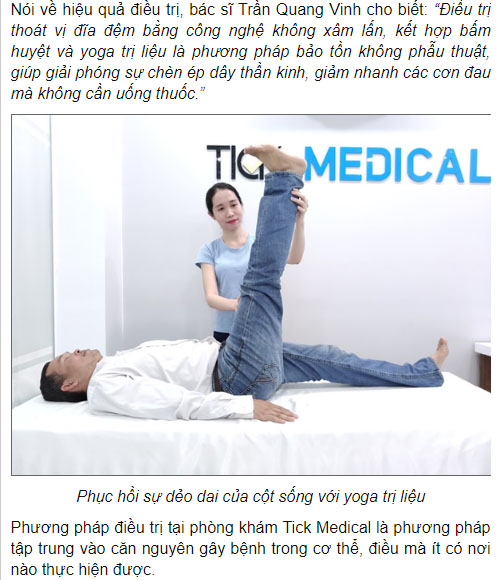 Nói về hiệu quả điều trị, bác sĩ Trần Quang Vinh cho biết: “Điều trị
thoát vị đĩa đệm bằng công nghệ không xâm lấn, kết hợp bấm
huyệt và yoga trị liệu là phương pháp bảo tồn không phẫu thuật,
giúp giải phóng sự chèn ép dây thần kinh, giảm nhanh các cơn đau
mà không cần uống thuốc.”
TICK MEDICAL
Phục hồi sự dẻo dai của cột sống với yoga trị liệu
Phương pháp điều trị tại phòng khám Tick Medical là phương pháp
tập trung vào căn nguyên gây bệnh trong cơ thể, điều mà ít có nơi
nào thực hiện được.